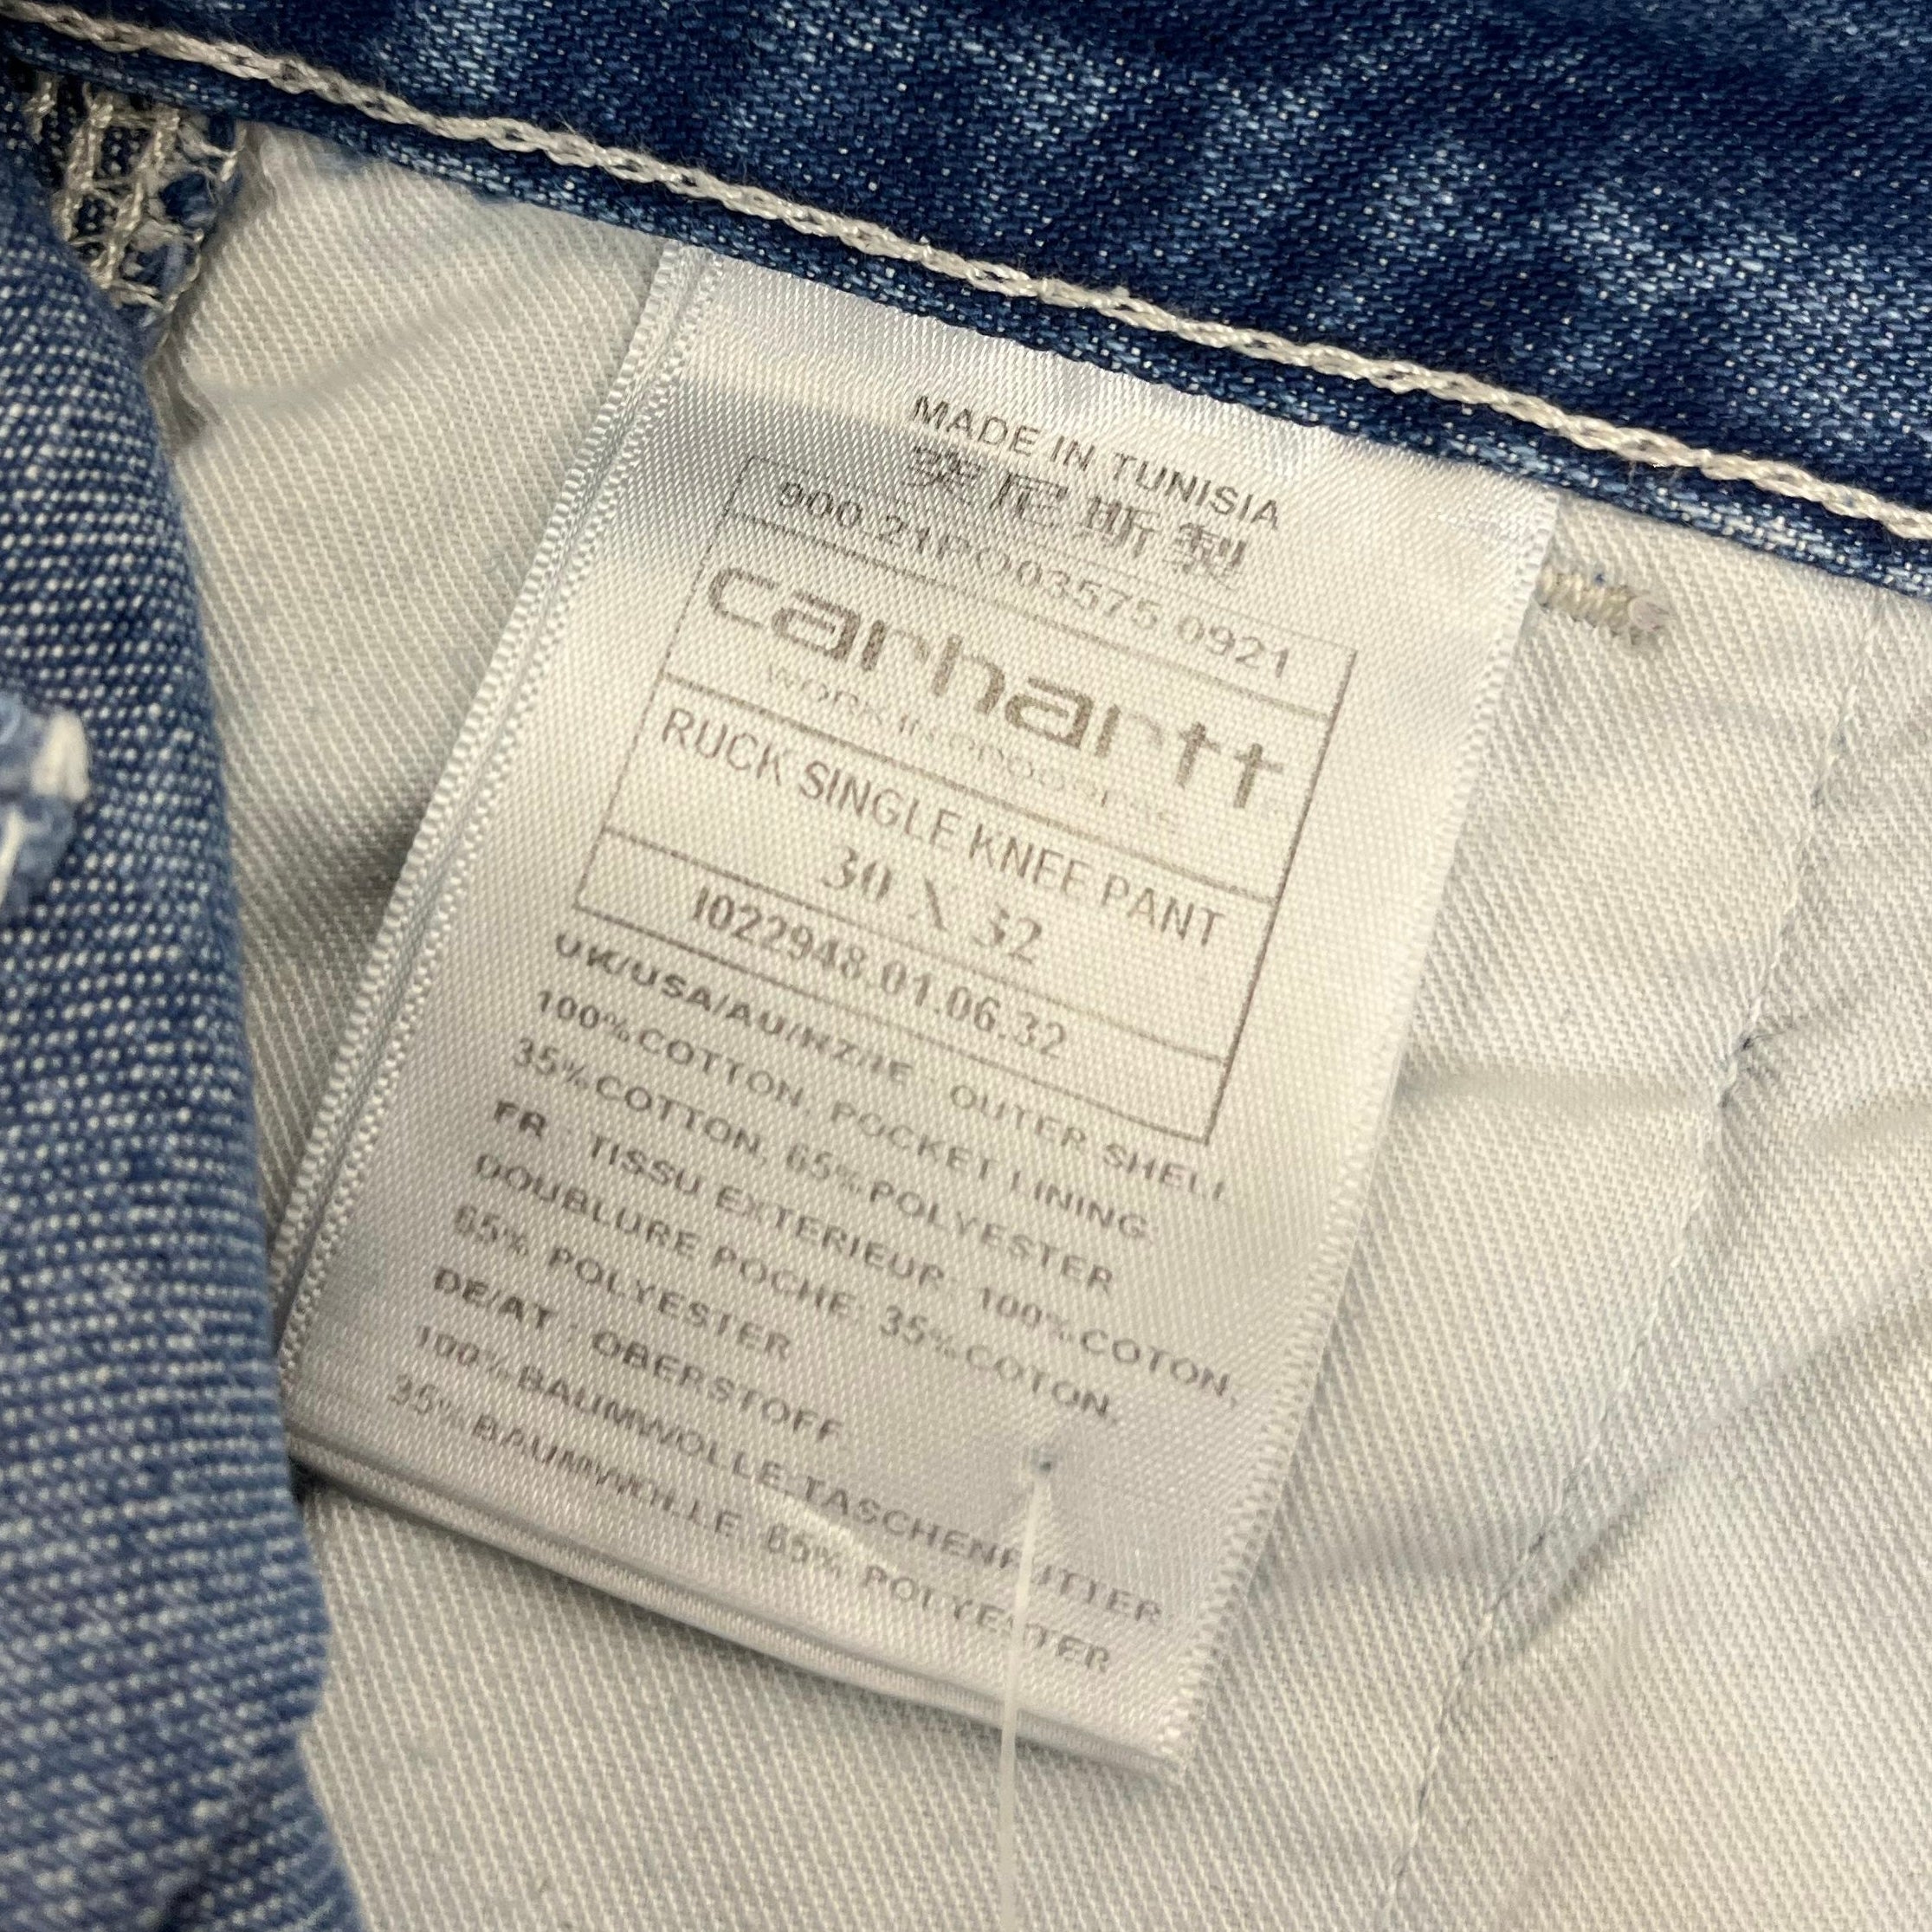 MADE IN TUNISIA
突尼斯製
900.21PO03575.0921
carhartt
WORK IN PROGRESS
RUCK SINGLE KNEE PANT
30 X 32
I022948.01.06.32
UK/USA/AU/NZ/IE : OUTER SHELL
100%COTTON, POCKET LINING
35%COTTON, 65%POLYESTER
FR : TISSU EXTERIEUR: 100%COTON,
DOUBLURE POCHE: 35%COTON,
65% POLYESTER
DE/AT : OBERSTOFF
100%BAUMWOLLE,TASCHENFUTTER
35%BAUMWOLLE, 65% POLYESTER